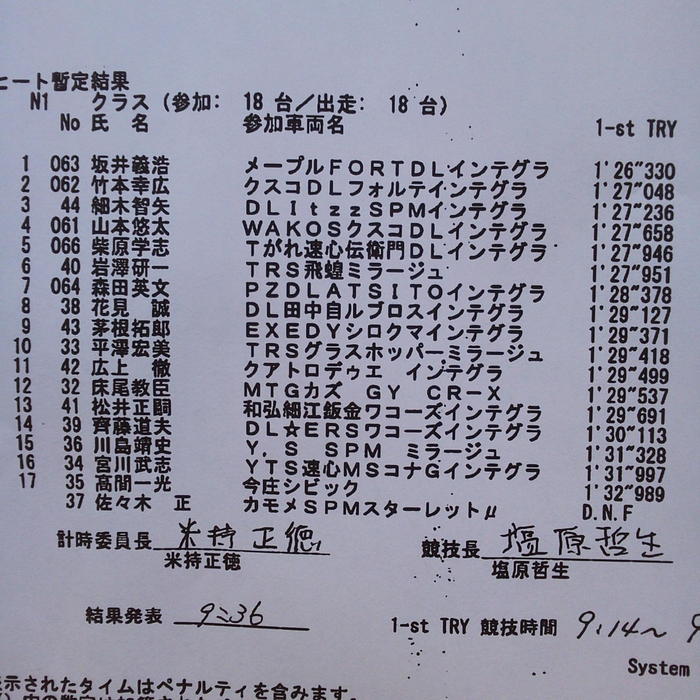 ヒート暫定結果
N1 クラス (参加: 18 台/出走: 18 台)
No 氏 名 参加車両名 1-st TRY
1 063 坂井義浩 メープルＦＯＲＴＤＬインテグラ 1'26"330
2 062 竹本幸広 クスコＤＬフォルテインテグラ 1'27"048
3 44 細木智矢 ＤＬＩｔｚｚＳＰＭインテグラ 1'27"236
4 061 山本悠太 ＷＡＫＯＳクスコＤＬインテグラ 1'27"658
5 066 柴原学志 Ｔがれ速心伝衛門ＤＬインテグラ 1'27"946
6 40 岩澤研一 ＴＲＳ飛蝗ミラージュ 1'27"951
7 064 森田英文 ＰＺＤＬＡＴＳＩＴＯインテグラ 1'28"378
8 38 花見 誠 ＤＬ田中自ルブロスインテグラ 1'29"127
9 43 茅根拓郎 ＥＸＥＤＹシロクマインテグラ 1'29"371
10 33 平澤宏美 ＴＲＳグラスホッパーミラージュ 1'29"418
11 42 広上 徹 クアトロデゥエ インテグラ 1'29"499
12 32 床尾教臣 ＭＴＧカズ ＧＹ ＣＲ－Ｘ 1'29"537
13 41 松井正嗣 和弘細江鈑金ワコーズインテグラ 1'29"691
14 39 齊藤道夫 ＤＬ☆ＥＲＳワコーズインテグラ 1'30"113
15 36 川島靖史 Ｙ．Ｓ ＳＰＭ ミラージュ 1'31"328
16 34 宮川武志 ＹＴＳ速心ＭＳコナＧインテグラ 1'31"997
17 35 髙間一光 今庄シビック 1'32"989
37 佐々木 正 カモメＳＰＭスターレットμ D.N.F
計時委員長 米持正徳 競技長 塩原哲生
米持正徳 塩原哲生
結果発表 9:36 1-st TRY 競技時間 9:14～9
System
表示されたタイムはペナルティを含みます。